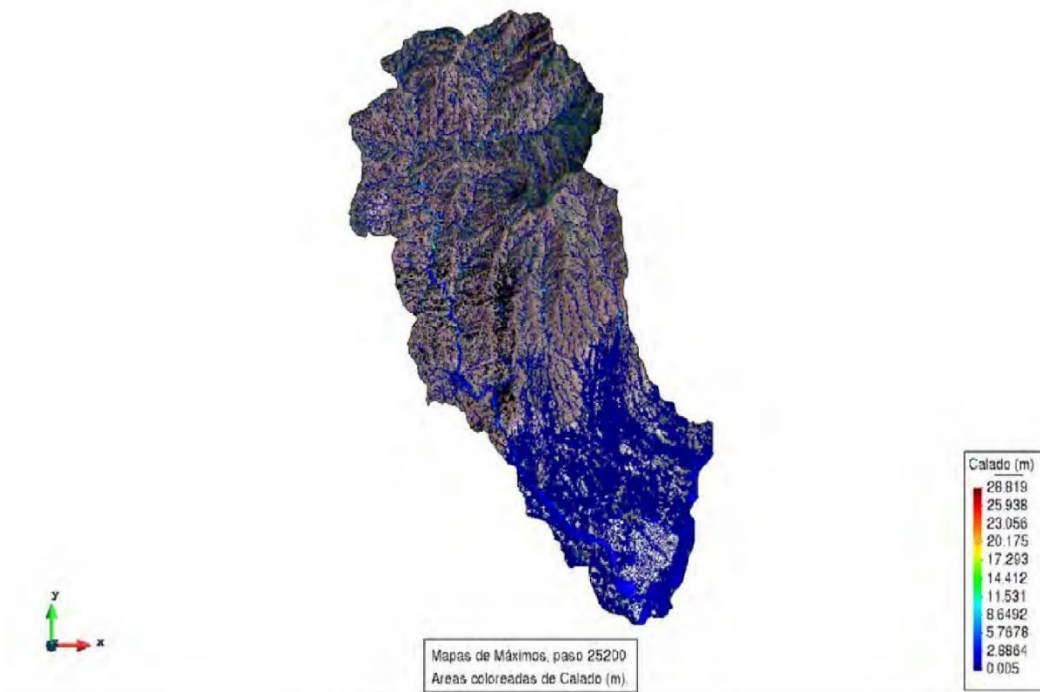 Calado (m)
28.819
25.938
23.056
20.175
17.293
14.412
11.531
8.6492
5.7678
2.8864
0.005
y
x
Mapas de Máximos, paso 25200
Areas coloreadas de Calado (m).